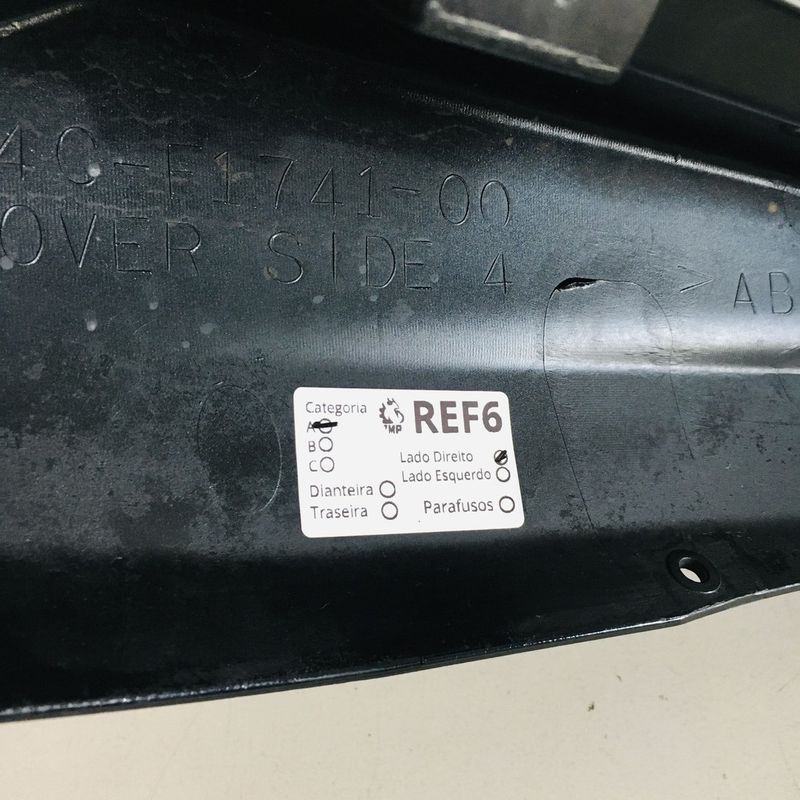 4C-F1741-00
OVER SIDE 4
> AB
Categoria
REF6
A
B
C
Lado Direito
Lado Esquerdo
Dianteira
Traseira
Parafusos